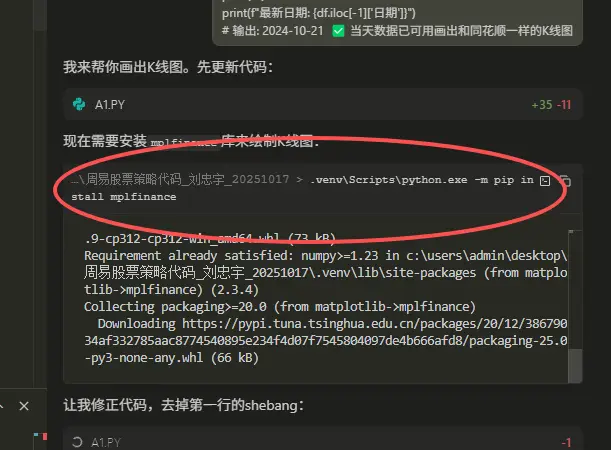 print(f"最新日期: {df.iloc[-1]['日期']}")
# 输出: 2024-10-21 ✅ 当天数据已可用画出和同花顺一样的K线图
我来帮你画出K线图。先更新代码：
A1.PY +35 -11
现在需要安装 mplfinance 库来绘制K线图：
...\周易股票策略代码_刘忠宇_20251017 > .venv\Scripts\python.exe -m pip in
stall mplfinance
.9-cp312-cp312-win_amd64.whl (73 kB)
Requirement already satisfied: numpy>=1.23 in c:\users\admin\desktop\
周易股票策略代码_刘忠宇_20251017\.venv\lib\site-packages (from matplo
tlib->mplfinance) (2.3.4)
Collecting packaging>=20.0 (from matplotlib->mplfinance)
Downloading https://pypi.tuna.tsinghua.edu.cn/packages/20/12/386790
34af332785aac8774540895e234f4d07f7545804097de4b666afd8/packaging-25.0
-py3-none-any.whl (66 kB)
让我修正代码，去掉第一行的shebang：
A1.PY -1